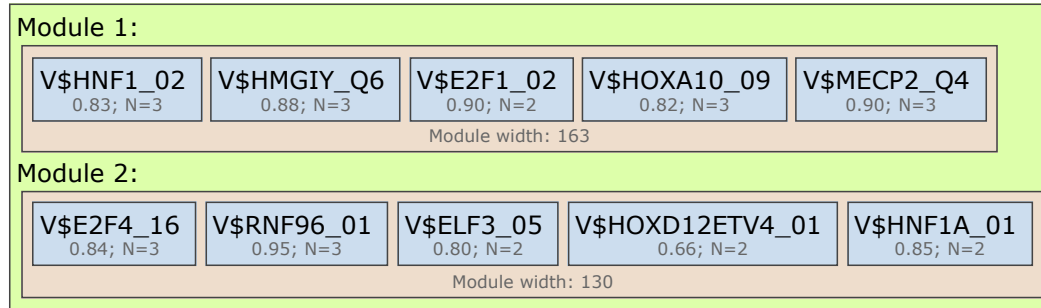 Module 1:
V$HNF1_02 V$HMGIY_Q6 V$E2F1_02 V$HOXA10_09 V$MECP2_Q4
0.83; N=3 0.88; N=3 0.90; N=2 0.82; N=3 0.90; N=3
Module width: 163
Module 2:
V$E2F4_16 V$RNF96_01 V$ELF3_05 V$HOXD12ETV4_01 V$HNF1A_01
0.84; N=3 0.95; N=3 0.80; N=2 0.66; N=2 0.85; N=2
Module width: 130